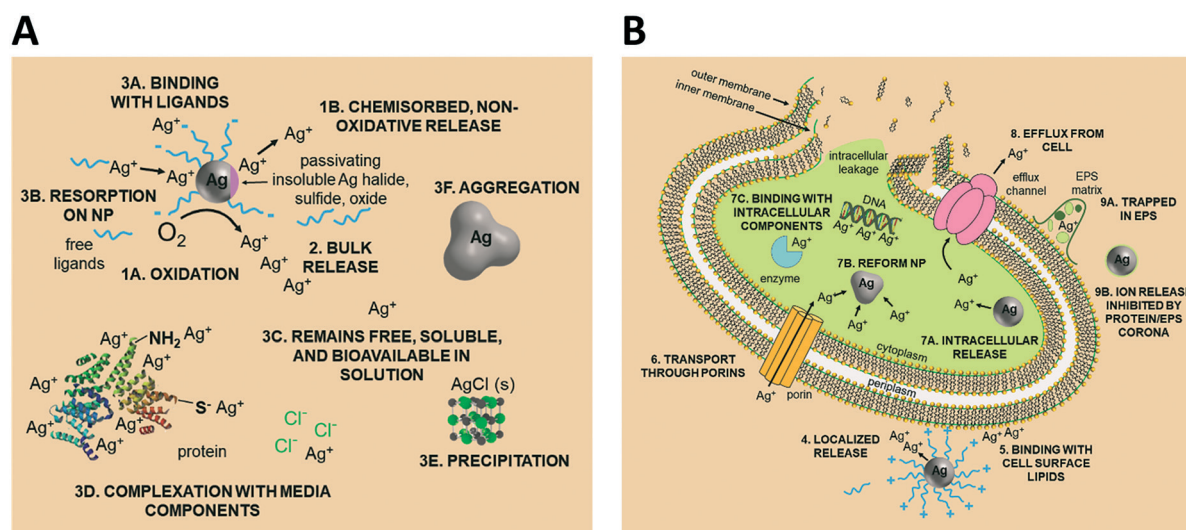 A
3A. BINDING
WITH LIGANDS
Ag⁺
1B. CHEMISORBED, NON-
OXIDATIVE RELEASE
Ag⁺
Ag⁺
Ag⁺
Ag⁺
Ag
passivating
insoluble Ag halide,
sulfide, oxide
3B. RESORPTION
ON NP
O₂
free
ligands
1A. OXIDATION
Ag⁺
Ag⁺
Ag⁺
2. BULK
RELEASE
3F. AGGREGATION
Ag
Ag⁺
3C. REMAINS FREE, SOLUBLE,
AND BIOAVAILABLE IN
SOLUTION
NH₂
Ag⁺
Ag⁺
Ag⁺
Ag⁺
S⁻
Ag⁺
Ag⁺
Ag⁺
Ag⁺
protein
Cl⁻
Cl⁻
Cl⁻
Ag⁺
AgCl (s)
3E. PRECIPITATION
3D. COMPLEXATION WITH MEDIA
COMPONENTS
B
outer membrane
inner membrane
intracellular
leakage
8. EFFLUX FROM
CELL
Ag⁺
efflux
channel
EPS
matrix
9A. TRAPPED
IN EPS
Ag⁺
7C. BINDING WITH
INTRACELLULAR
COMPONENTS
DNA
Ag⁺ Ag⁺ Ag⁺
Ag⁺
enzyme
7B. REFORM NP
Ag
Ag⁺
Ag⁺
Ag⁺
Ag⁺
Ag⁺
Ag
Ag
9B. ION RELEASE
INHIBITED BY
PROTEIN/EPS
CORONA
7A. INTRACELLULAR
RELEASE
cytoplasm
periplasm
6. TRANSPORT
THROUGH PORINS
Ag⁺
porin
4. LOCALIZED
RELEASE
Ag⁺
Ag⁺
Ag
Ag⁺ Ag⁺
5. BINDING WITH
CELL SURFACE
LIPIDS